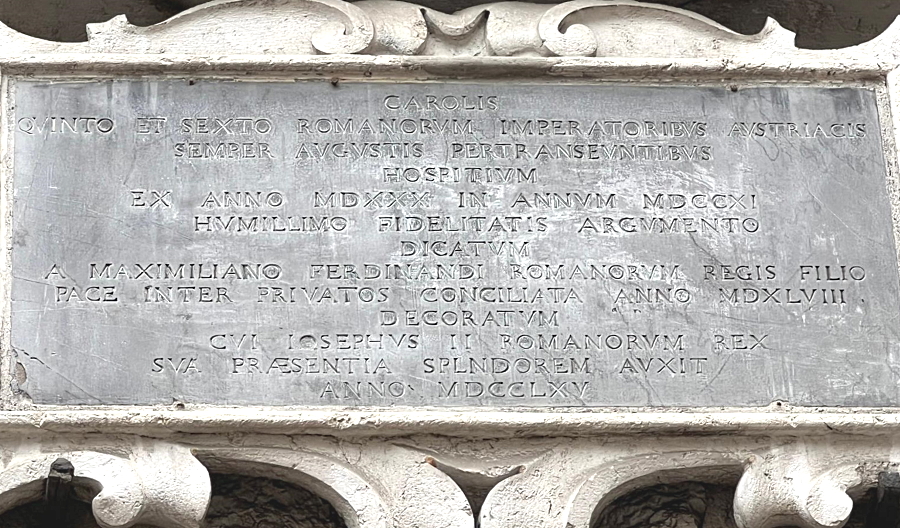 CAROLIS
QVINTO ET SEXTO ROMANORVM IMPERATORIBVS AVSTRIACIS
SEMPER AVGVSTIS PERTRANSEVNTIBVS
HOSPITIVM
EX ANNO MDXXX IN ANNVM MDCCXI
HVMILLIMO FIDELITATIS ARGVMENTO
DICATVM
A MAXIMILIANO FERDINANDI ROMANORVM REGIS FILIO
PACE INTER PRIVATOS CONCILIATA ANNO MDXLVIII.
DECORATVM
CVI IOSEPHVS II ROMANORVM REX
SVA PRÆSENTIA SPLNDOREM AVXIT
ANNO MDCCLXV